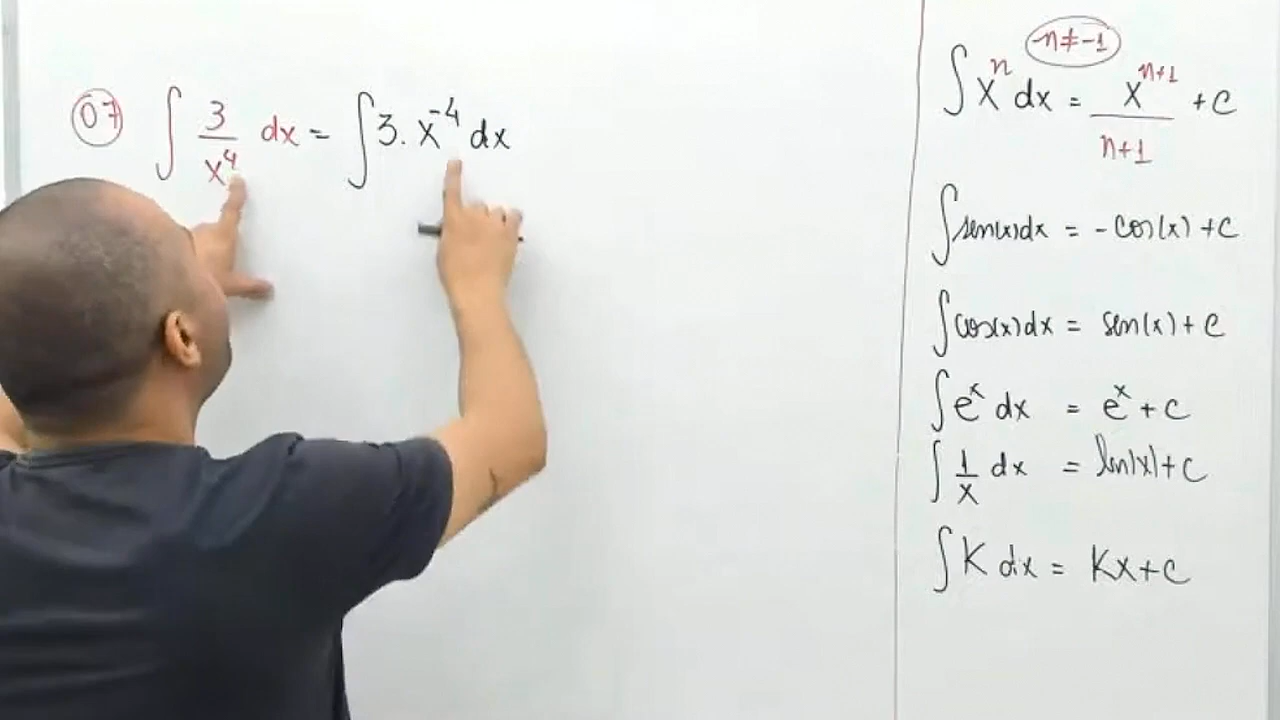 07 ∫ 3/x⁴ dx = ∫ 3. x⁻⁴ dx
n≠-1
∫ xⁿ dx = xⁿ⁺¹/n+1 + c
∫ sen(x)dx = - cos(x) + c
∫ cos(x)dx = sen(x) + c
∫ eˣ dx = eˣ + c
∫ 1/x dx = ln|x| + c
∫ K dx = Kx + c